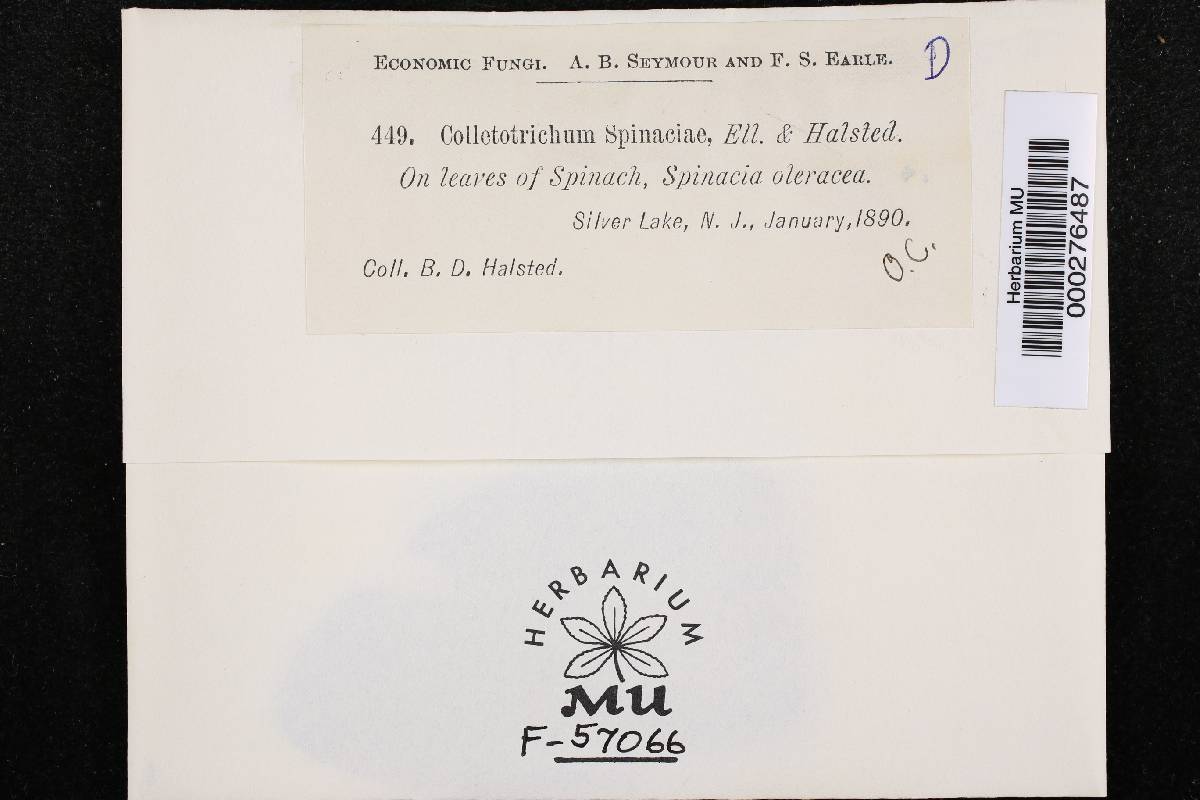 ECONOMIC FUNGI. A. B. SEYMOUR AND F. S. EARLE.
D
449. Colletotrichum Spinaciae, Ell. & Halsted.
On leaves of Spinach, Spinacia oleracea.
Silver Lake, N. J., January, 1890.
Coll. B. D. Halsted.
O.C.
Herbarium MU
000276487
HERBARIUM
MU
F-57066